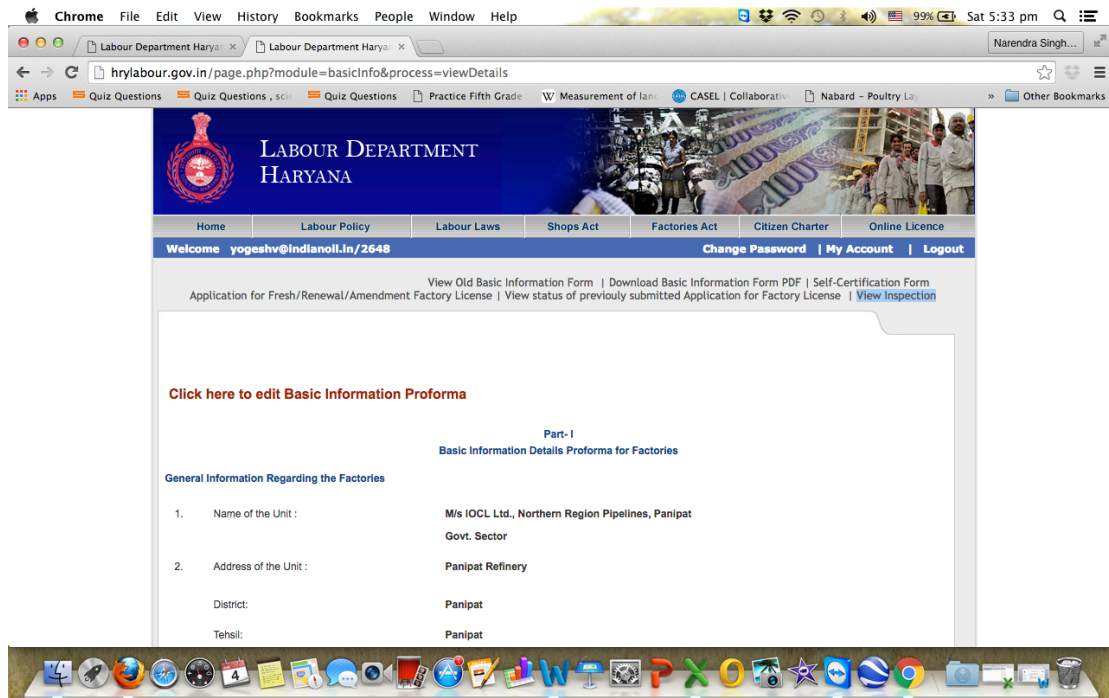 Chrome File Edit View History Bookmarks People Window Help 99% Sat 5:33 pm
Labour Department Haryan × Labour Department Haryan × Narendra Singh...
hrylabour.gov.in/page.php?module=basicInfo&process=viewDetails
Apps Quiz Questions Quiz Questions , sci Quiz Questions Practice Fifth Grade W Measurement of land CASEL | Collaborativ Nabard - Poultry Lay » Other Bookmarks
LABOUR DEPARTMENT
HARYANA
Home Labour Policy Labour Laws Shops Act Factories Act Citizen Charter Online Licence
Welcome yogeshv@indianoil.in/2648 Change Password | My Account | Logout
View Old Basic Information Form | Download Basic Information Form PDF | Self-Certification Form
Application for Fresh/Renewal/Amendment Factory License | View status of previouly submitted Application for Factory License | View Inspection
Click here to edit Basic Information Proforma
Part- I
Basic Information Details Proforma for Factories
General Information Regarding the Factories
1. Name of the Unit : M/s IOCL Ltd., Northern Region Pipelines, Panipat
Govt. Sector
2. Address of the Unit : Panipat Refinery
District: Panipat
Tehsil: Panipat
4